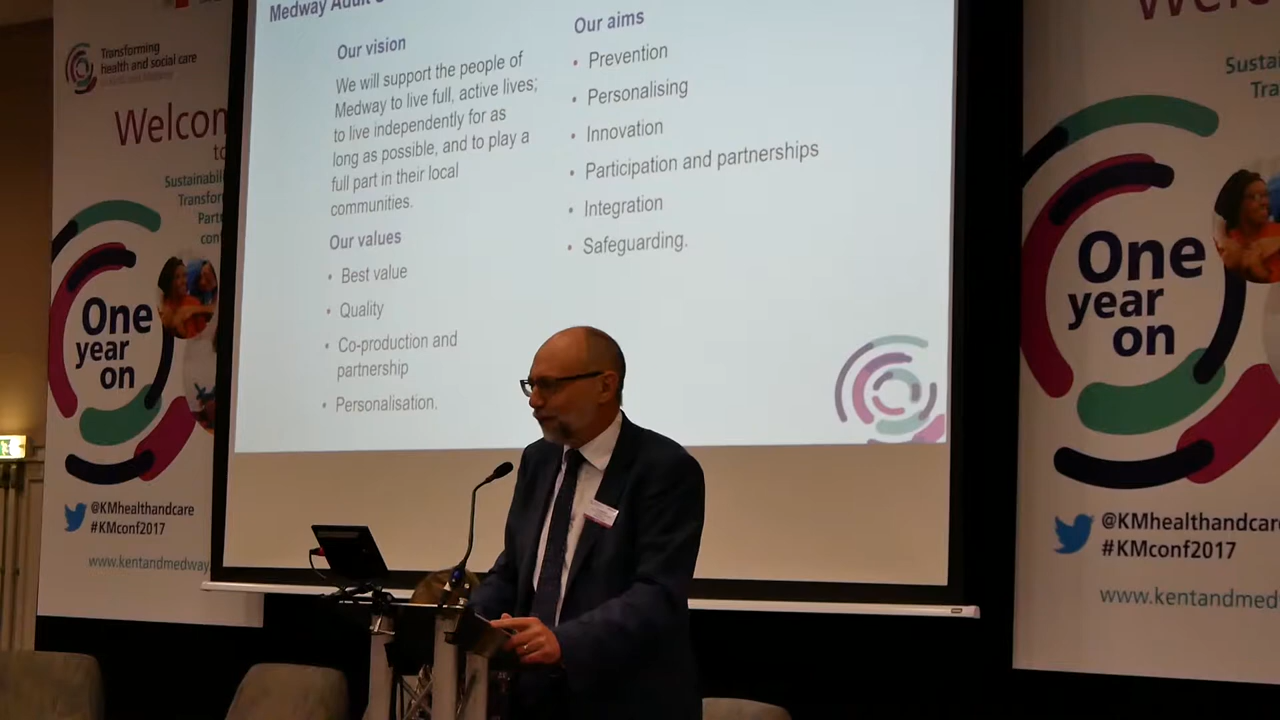 Transforming
health and social care
Welcom
to
Sustainabil
Transfor
Part
con
One
year
on
@KMhealthandcare
#KMconf2017
www.kentandmedway
Medway Adult
Our vision
We will support the people of
Medway to live full, active lives;
to live independently for as
long as possible, and to play a
full part in their local
communities.
Our values
• Best value
• Quality
• Co-production and
partnership
• Personalisation.
Our aims
• Prevention
• Personalising
• Innovation
• Participation and partnerships
• Integration
• Safeguarding.
Welco
Susta
Tra
One
year
on
@KMhealthandcare
#KMconf2017
www.kentandmed